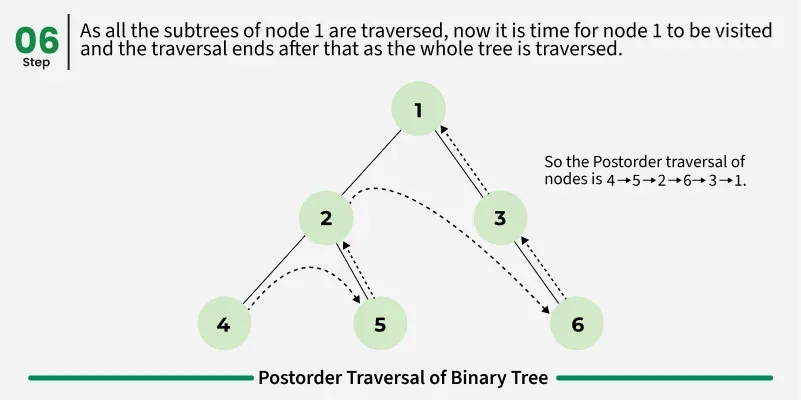 06
Step
As all the subtrees of node 1 are traversed, now it is time for node 1 to be visited
and the traversal ends after that as the whole tree is traversed.
1
So the Postorder traversal of
nodes is 4→5→2→6→3→1.
2
3
4
5
6
Postorder Traversal of Binary Tree